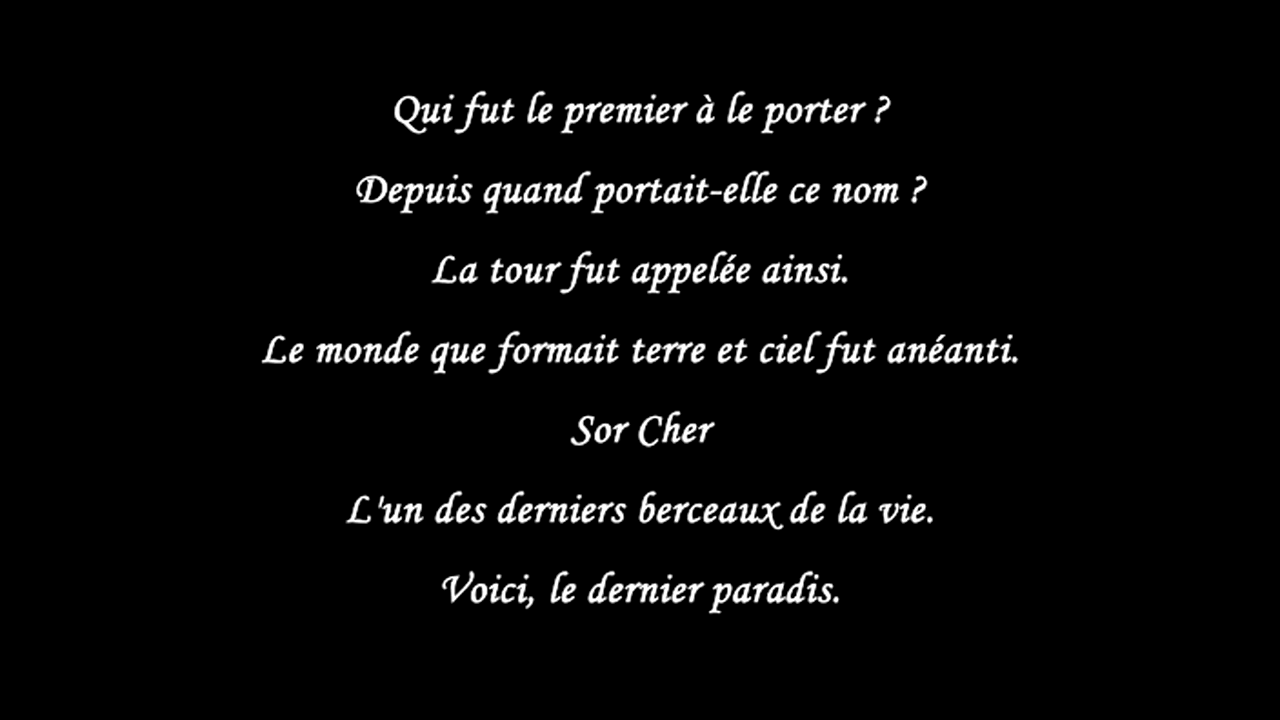 Qui fut le premier à le porter ?
Depuis quand portait-elle ce nom ?
La tour fut appelée ainsi.
Le monde que formait terre et ciel fut anéanti.
Sor Cher
L'un des derniers berceaux de la vie.
Voici, le dernier paradis.